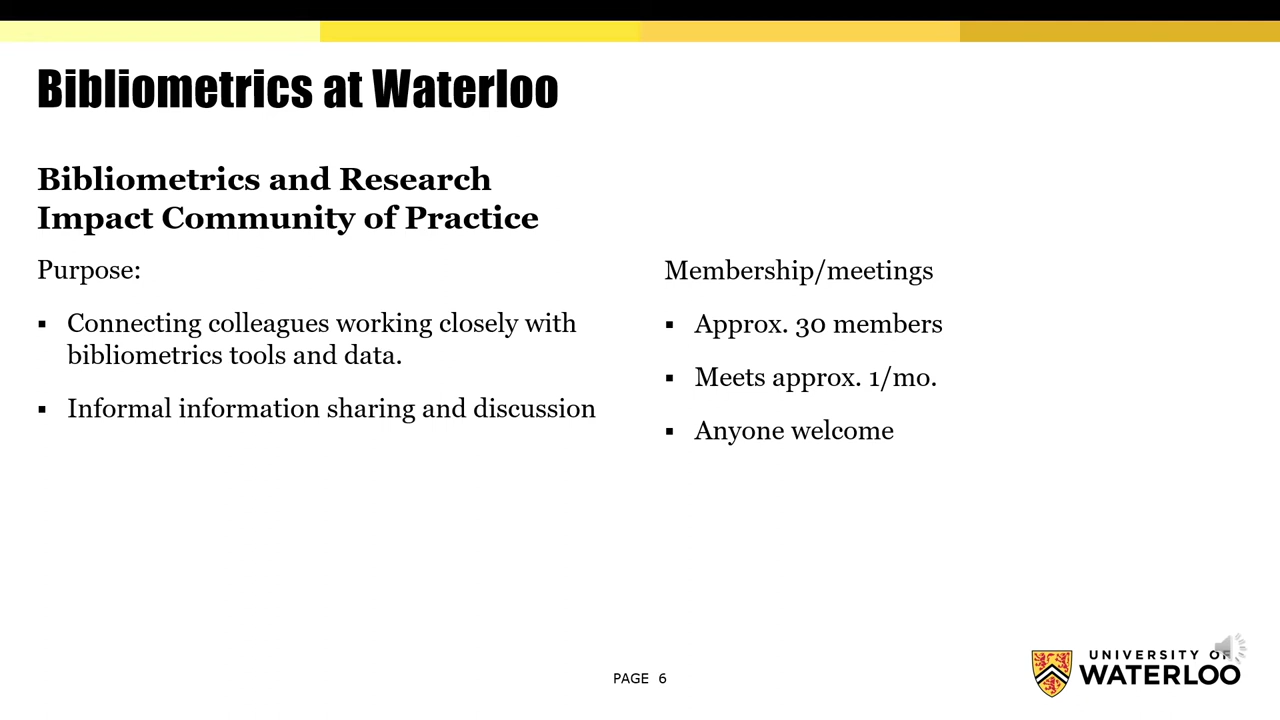 Bibliometrics at Waterloo
Bibliometrics and Research
Impact Community of Practice
Purpose:
▪ Connecting colleagues working closely with
bibliometrics tools and data.
▪ Informal information sharing and discussion
Membership/meetings
▪ Approx. 30 members
▪ Meets approx. 1/mo.
▪ Anyone welcome
PAGE 6
UNIVERSITY OF
WATERLOO